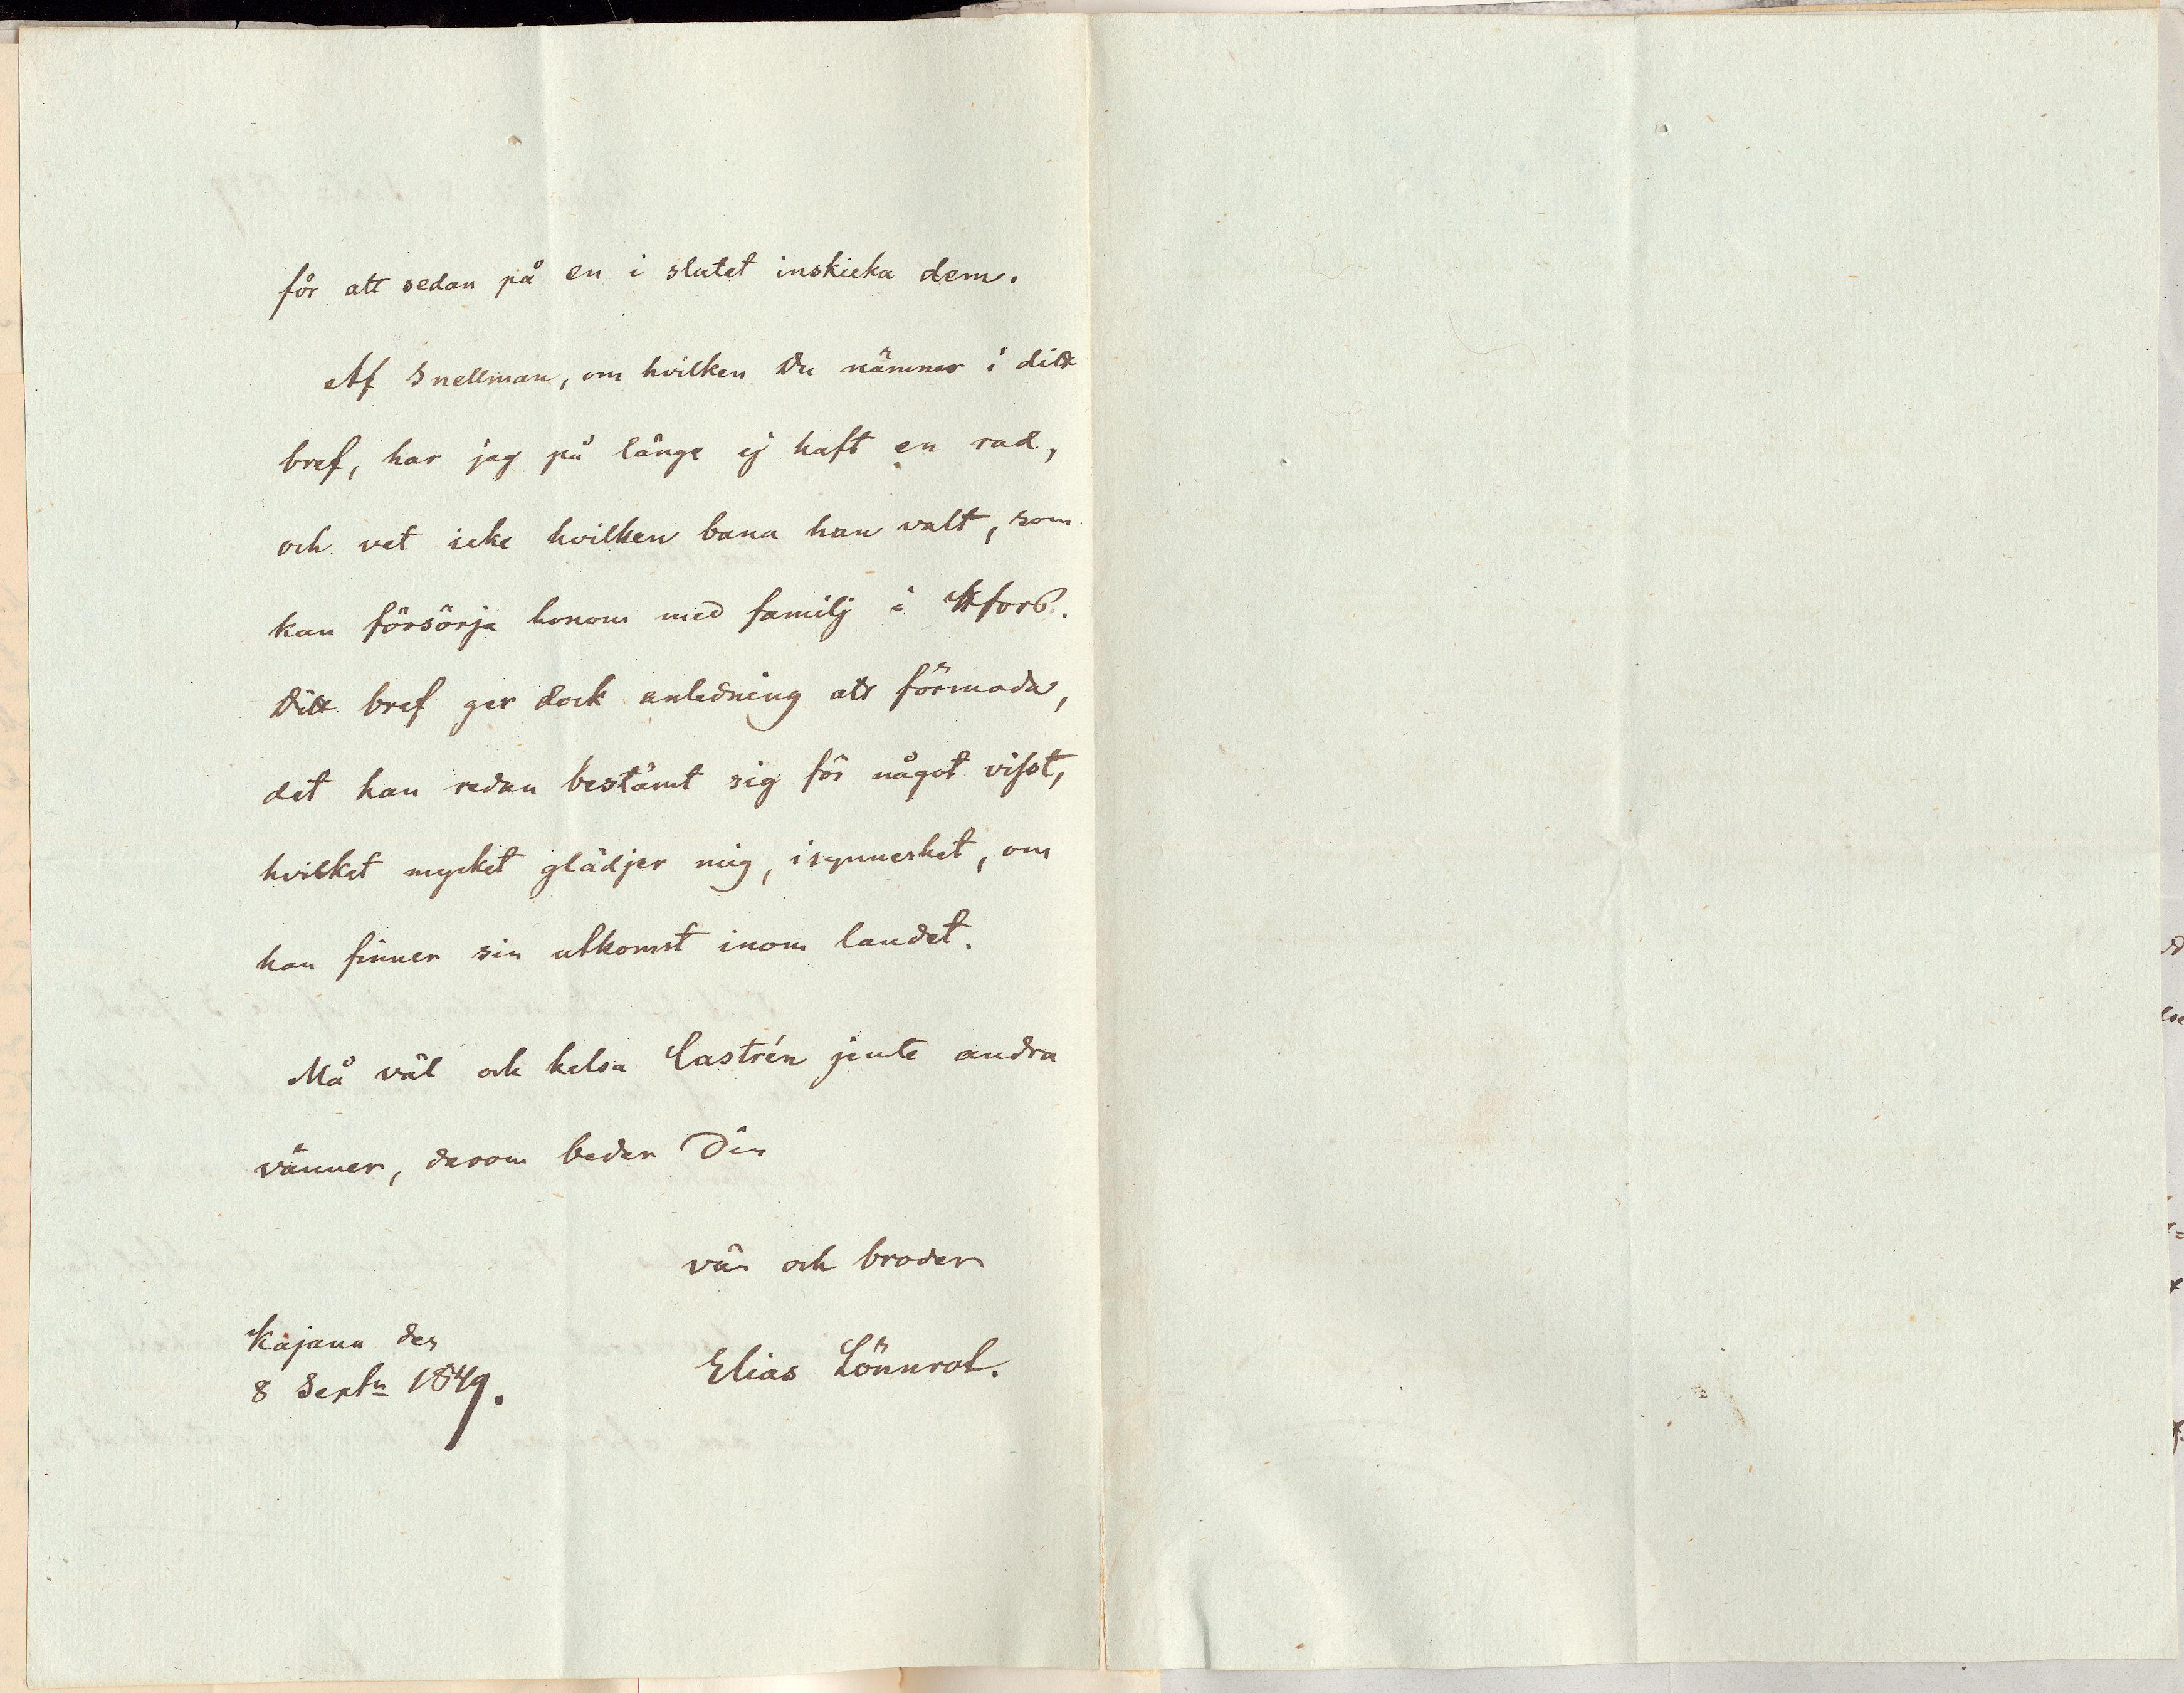 för att sedan på en i slutet inskicka dem.
Af Snellman, om hvilken Du nämner i ditt
bref, har jag på länge ej haft en rad,
och vet icke hvilken bana han valt, som
kan försörja honom med familj i Hfors.
Ditt bref ger dock anledning att förmoda,
det han redan bestämt sig för något visst,
hvilket mycket glädjer mig, isynnerhet, om
han finner sin utkomst inom landet.
Må väl och helsa Castrén jemte andra
vänner, derom beder Din
vän och broder
Elias Lönnrot.
Kajana den
8 Septr 1849.